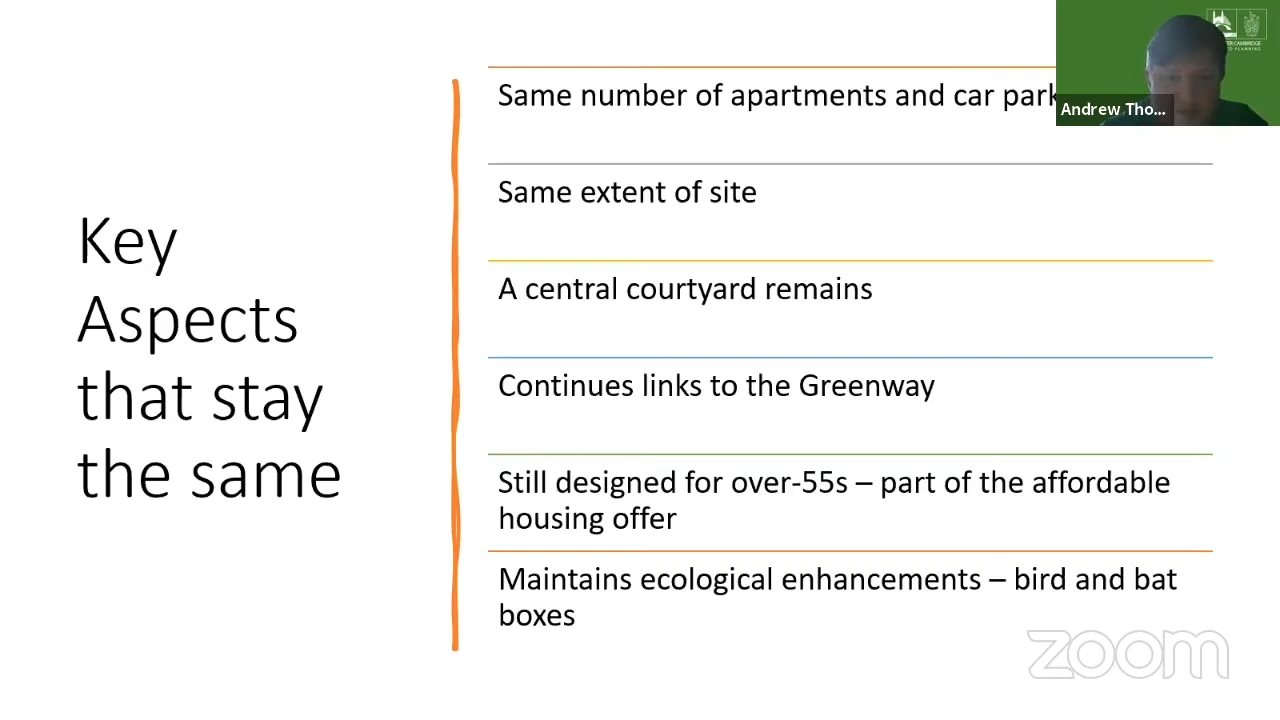 Key
Aspects
that stay
the same
Same number of apartments and car park
Same extent of site
A central courtyard remains
Continues links to the Greenway
Still designed for over-55s – part of the affordable
housing offer
Maintains ecological enhancements – bird and bat
boxes
Andrew Tho...
CAMBRIDGE
PLANNING
zoom